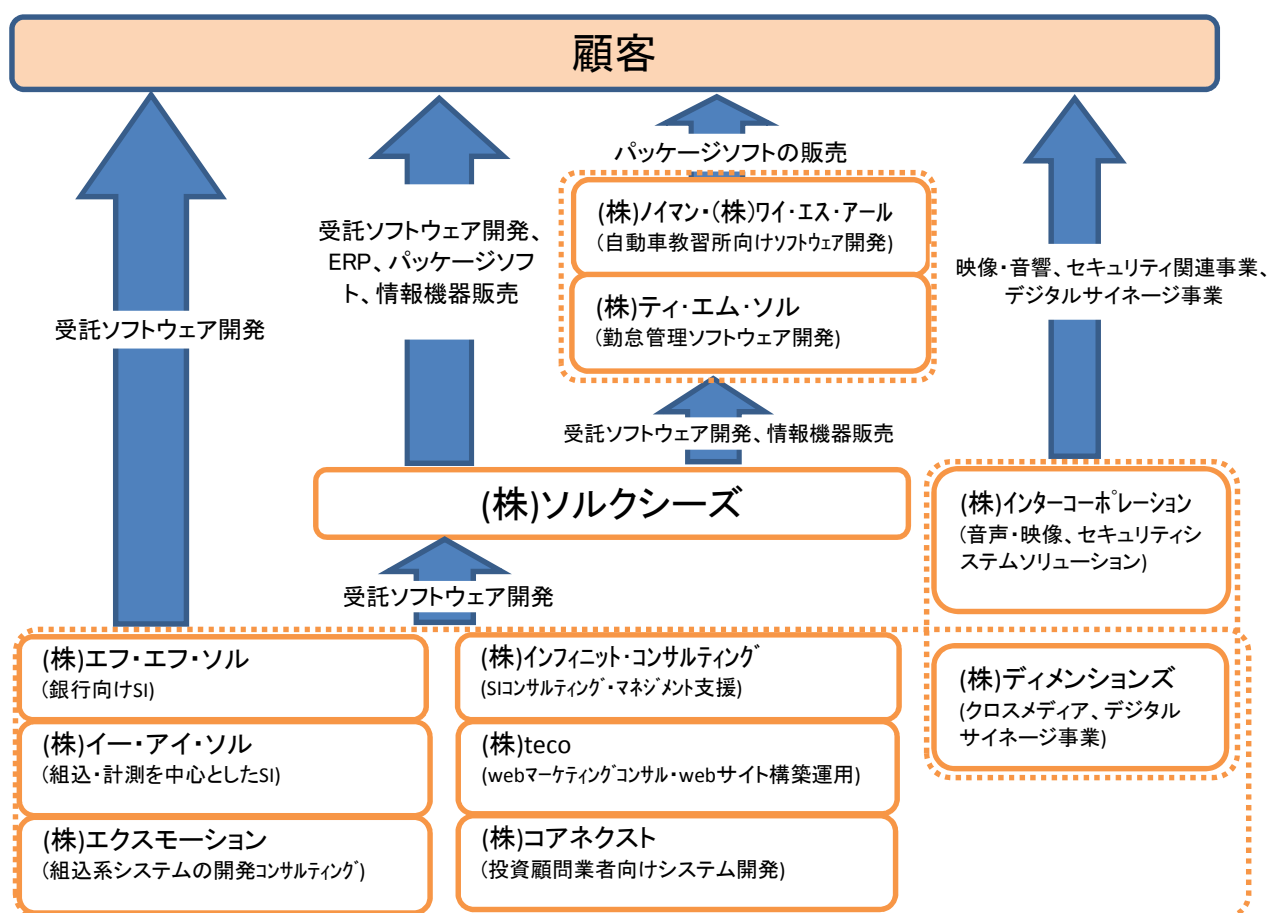 顧客
パッケージソフトの販売
(株)ノイマン・(株)ワイ・エス・アール
(自動車教習所向けソフトウェア開発)
受託ソフトウェア開発、
ERP、パッケージソフ
ト、情報機器販売
映像・音響、セキュリティ関連事業、
デジタルサイネージ事業
(株)ティ・エム・ソル
(勤怠管理ソフトウェア開発)
受託ソフトウェア開発
受託ソフトウェア開発、情報機器販売
(株)ソルクシーズ
(株)インターコーポレーション
(音声・映像、セキュリティシ
ステムソリューション)
受託ソフトウェア開発
(株)エフ・エフ・ソル
(銀行向けSI)
(株)インフィニット・コンサルティング
(SIコンサルティング・マネジメント支援)
(株)ディメンションズ
(クロスメディア、デジタル
サイネージ事業)
(株)イー・アイ・ソル
(組込・計測を中心としたSI)
(株)teco
(webマーケティングコンサル・webサイト構築運用)
(株)エクスモーション
(組込系システムの開発コンサルティング)
(株)コアネクスト
(投資顧問業者向けシステム開発)